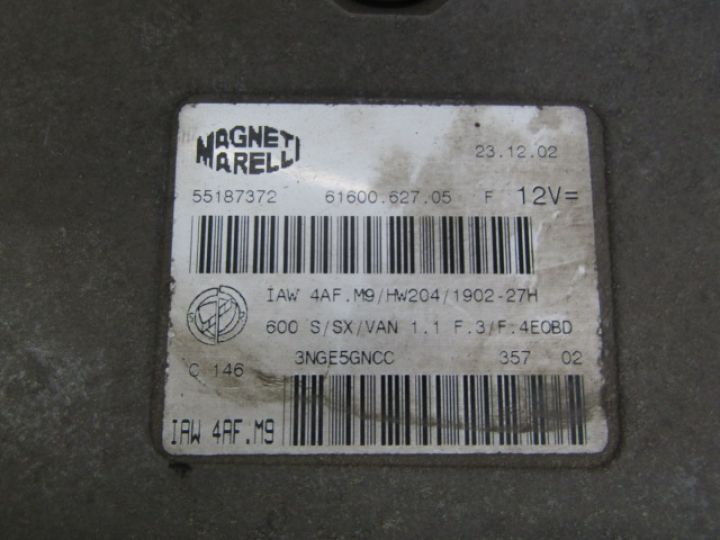 MAGNETI
MARELLI
23.12.02
55187372 61600.627.05 F 12V=
IAW 4AF.M9/HW204/1902-27H
600 S/SX/VAN 1.1 F.3/F.4EOBD
3NGE5GNCC 357 02
C 146
IAW 4AF.M9